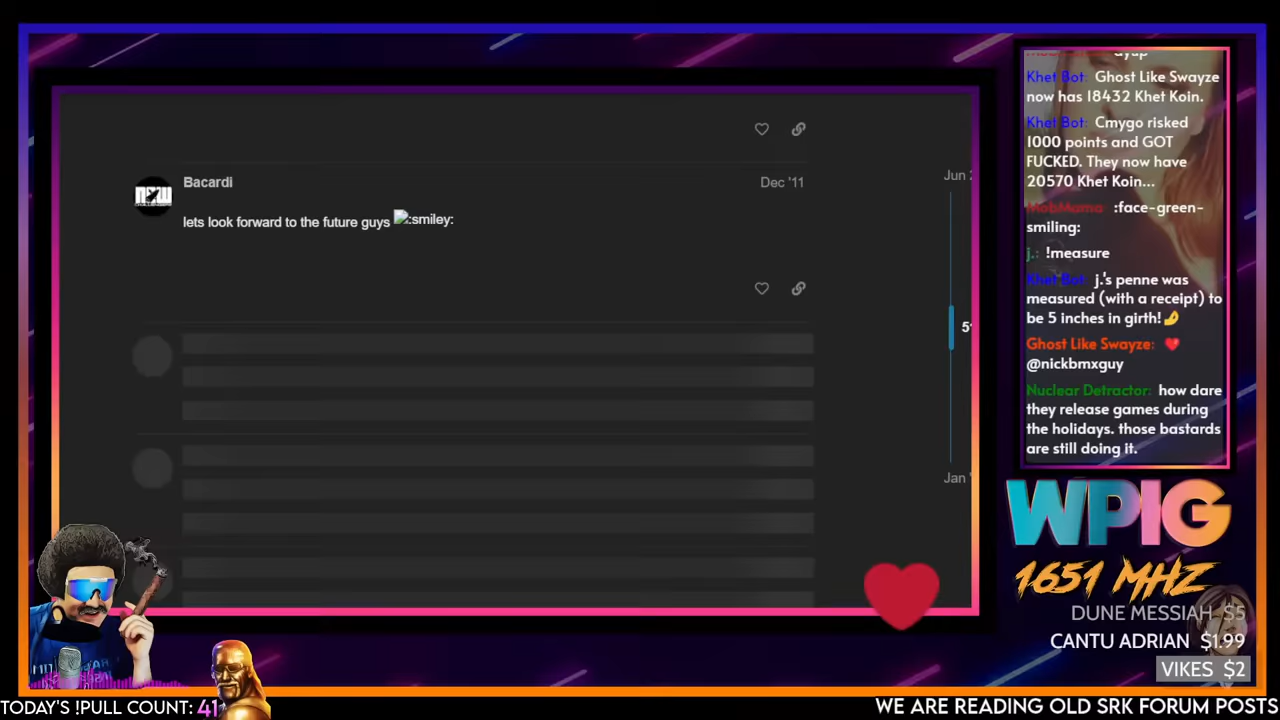 Bacardi
Dec '11
lets look forward to the future guys :smiley:
Jun
5
Jan
ayup
Khet Bot: Ghost Like Swayze
now has 18432 Khet Koin.
Khet Bot: Cmygo risked
1000 points and GOT
FUCKED. They now have
20570 Khet Koin...
MobMama: :face-green-
smiling:
j.: !measure
Khet Bot: j.'s penne was
measured (with a receipt) to
be 5 inches in girth!🤌
Ghost Like Swayze: ❤️
@nickbmxguy
Nuclear Detractor: how dare
they release games during
the holidays. those bastards
are still doing it.
WPIG
1651 MHZ
DUNE MESSIAH $5
CANTU ADRIAN $1.99
VIKES $2
TODAY'S !PULL COUNT: 41
WE ARE READING OLD SRK FORUM POSTS